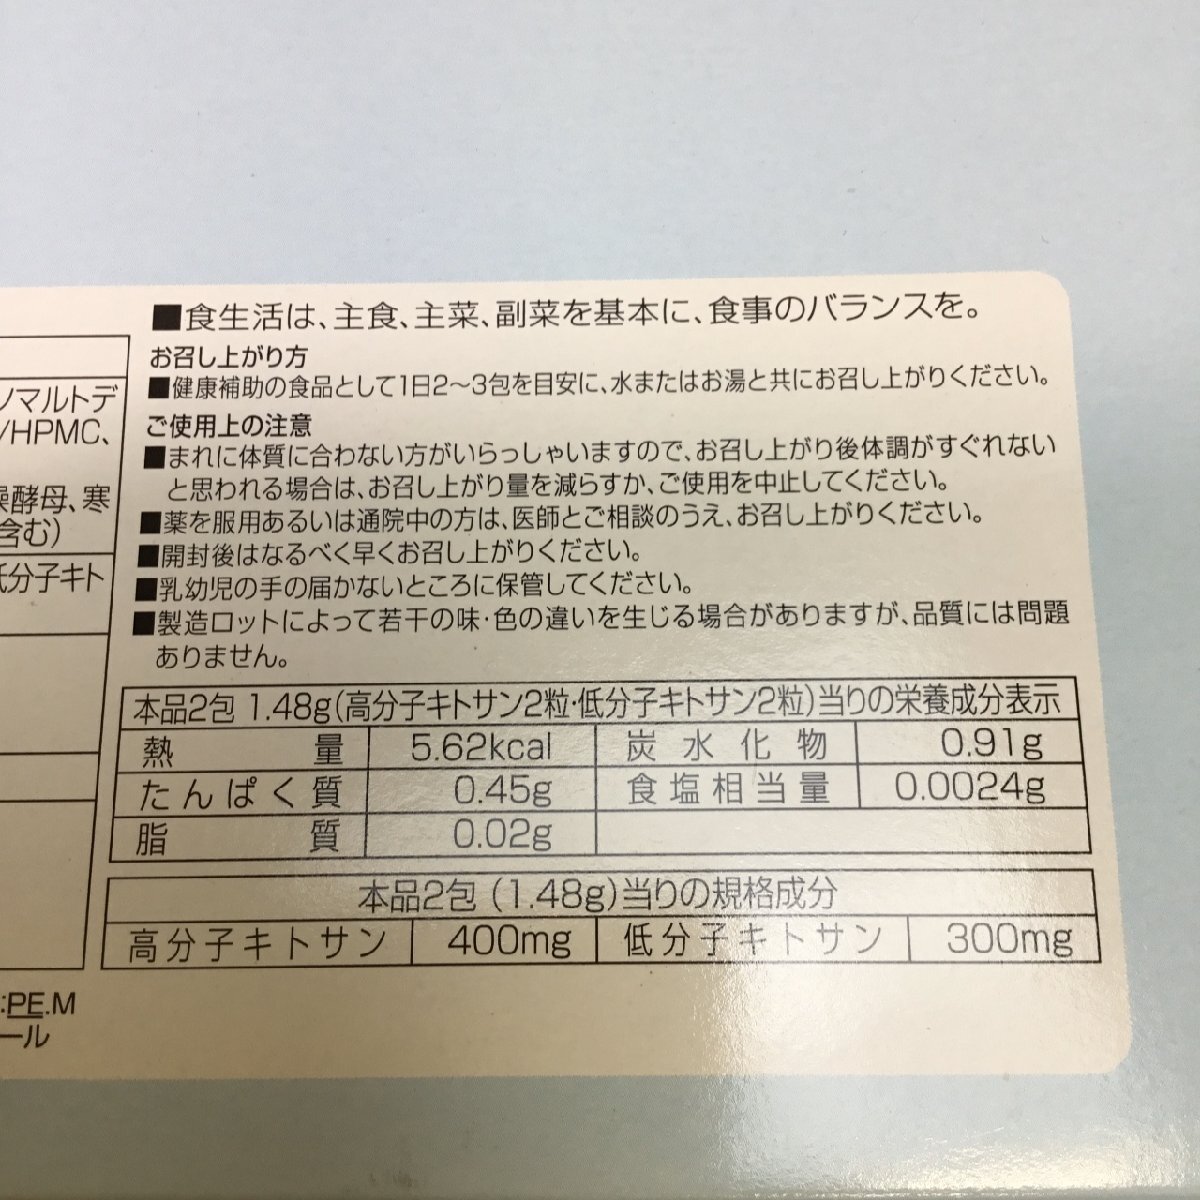 ■食生活は、主食、主菜、副菜を基本に、食事のバランスを。
お召し上がり方
■健康補助の食品として1日2〜3包を目安に、水またはお湯と共にお召し上がりください。
ご使用上の注意
■まれに体質に合わない方がいらっしゃいますので、お召し上がり後体調がすぐれない
と思われる場合は、お召し上がり量を減らすか、ご使用を中止してください。
■薬を服用あるいは通院中の方は、医師とご相談のうえ、お召し上がりください。
■開封後はなるべく早くお召し上がりください。
■乳幼児の手の届かないところに保管してください。
■製造ロットによって若干の味・色の違いを生じる場合がありますが、品質には問題
ありません。
本品2包 1.48g(高分子キトサン2粒・低分子キトサン2粒)当りの栄養成分表示
熱量 5.62kcal 炭水化物 0.91g
たんぱく質 0.45g 食塩相当量 0.0024g
脂質 0.02g
本品2包 (1.48g)当りの規格成分
高分子キトサン 400mg 低分子キトサン 300mg
マルトデ
/HPMC、
酵母、寒
含む)
分子キト
:PE.M
ール